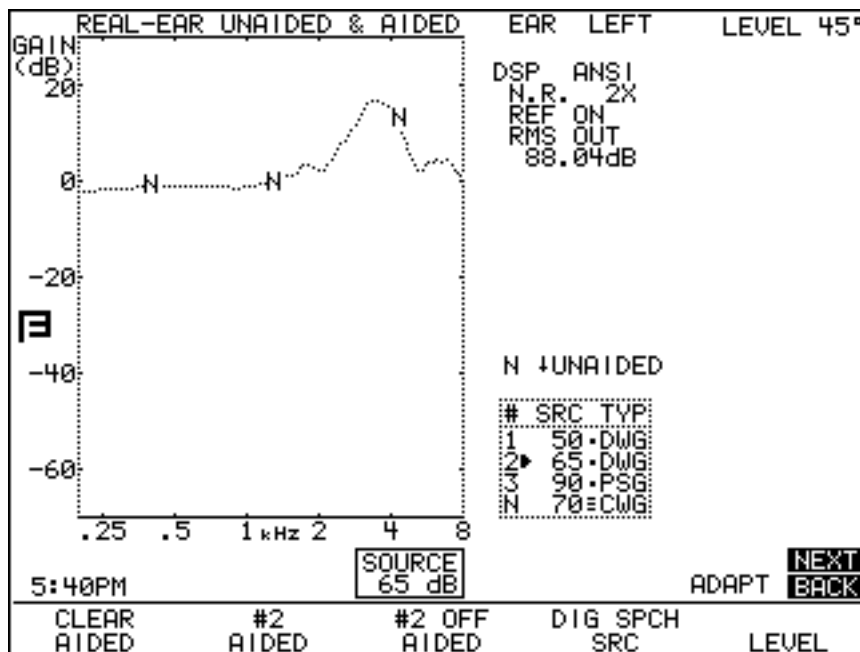 REAL-EAR UNAIDED & AIDED EAR LEFT LEVEL 45°
GAIN
(dB)
20
0
-20
-40
-60
N N N
.25 .5 1 kHz 2 4 8
DSP ANSI
N.R. 2X
REF ON
RMS OUT
88.04dB
N ↓UNAIDED
# SRC TYP
1 50·DWG
2▶ 65·DWG
3 90·PSG
N 70≡CWG
5:40PM
SOURCE
65 dB
ADAPT
NEXT
BACK
CLEAR
AIDED
#2
AIDED
#2 OFF
AIDED
DIG SPCH
SRC
LEVEL